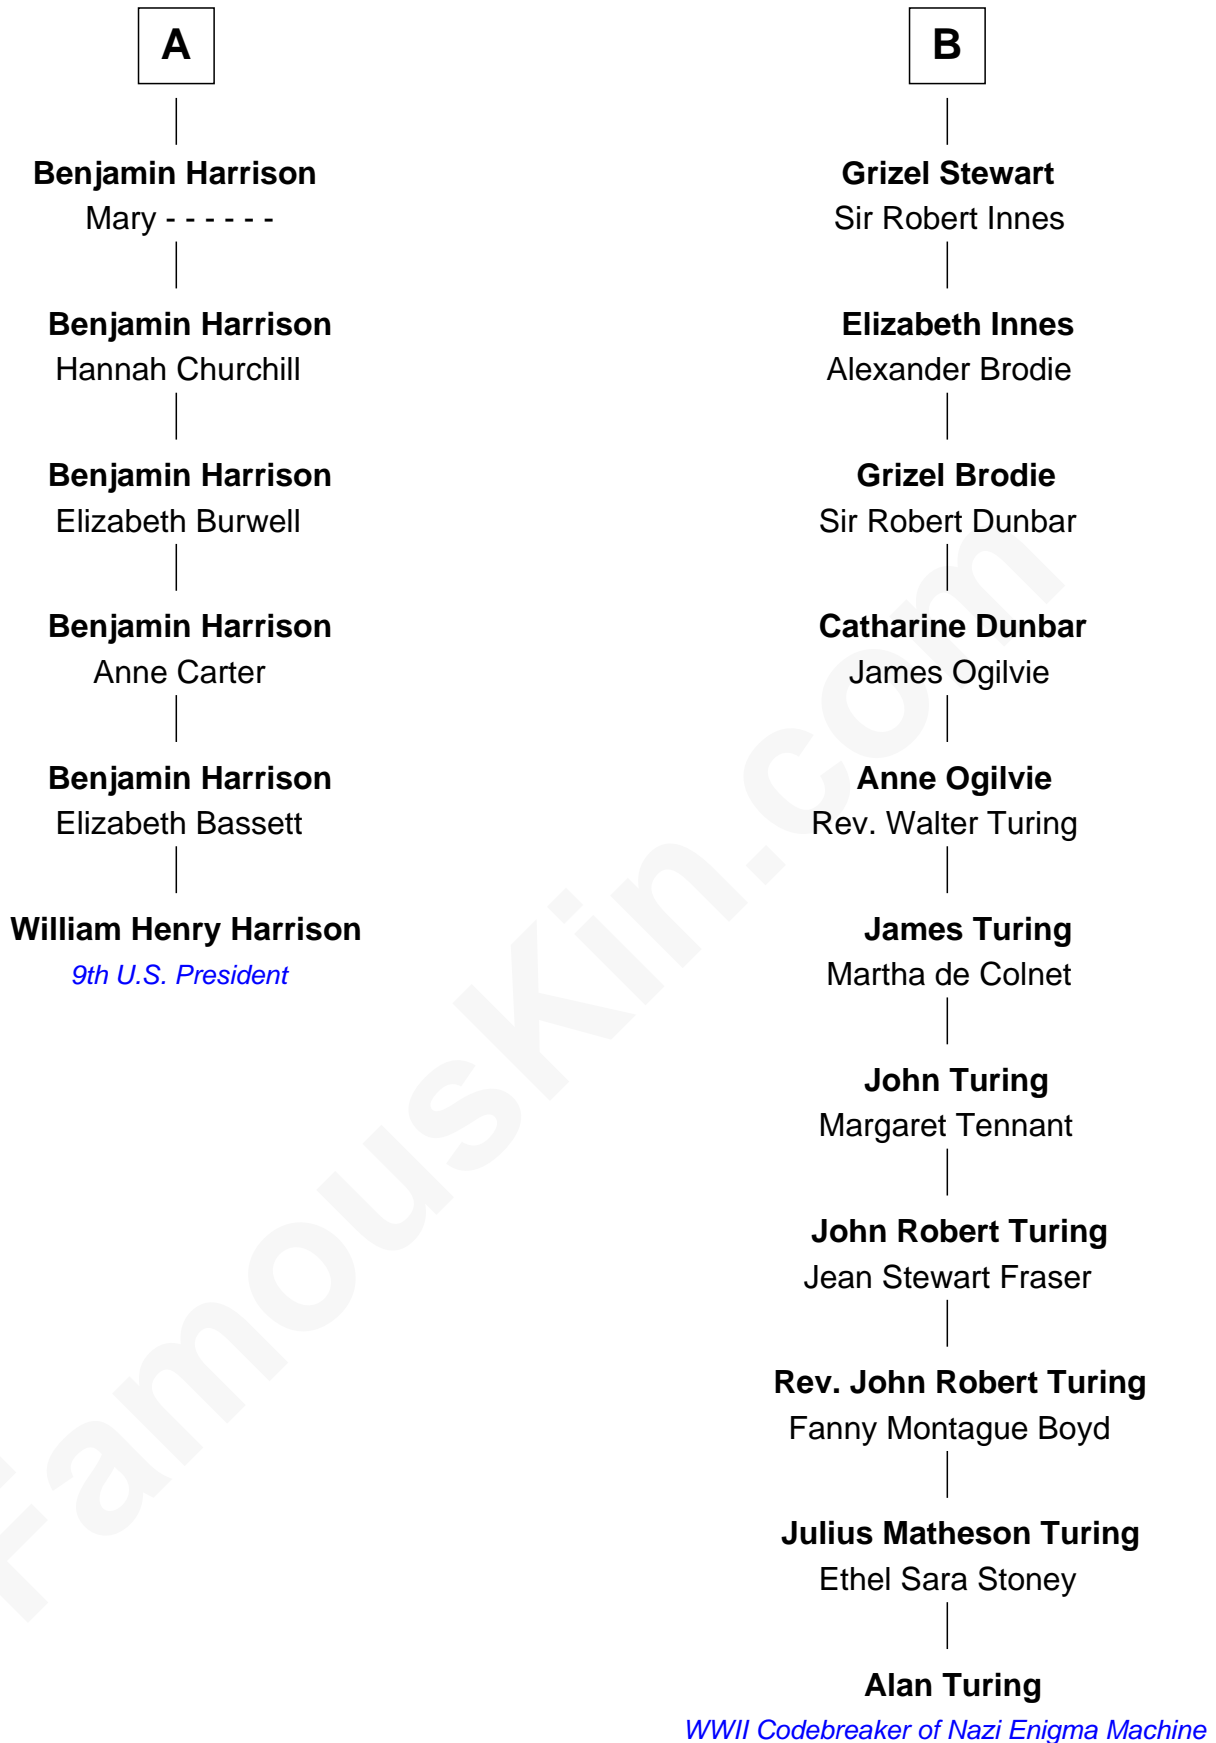 A
Benjamin Harrison
Mary - - - - - -
Benjamin Harrison
Hannah Churchill
Benjamin Harrison
Elizabeth Burwell
Benjamin Harrison
Anne Carter
Benjamin Harrison
Elizabeth Bassett
William Henry Harrison
9th U.S. President
B
Grizel Stewart
Sir Robert Innes
Elizabeth Innes
Alexander Brodie
Grizel Brodie
Sir Robert Dunbar
Catharine Dunbar
James Ogilvie
Anne Ogilvie
Rev. Walter Turing
James Turing
Martha de Colnet
John Turing
Margaret Tennant
John Robert Turing
Jean Stewart Fraser
Rev. John Robert Turing
Fanny Montague Boyd
Julius Matheson Turing
Ethel Sara Stoney
Alan Turing
WWII Codebreaker of Nazi Enigma Machine
FamousKin.com